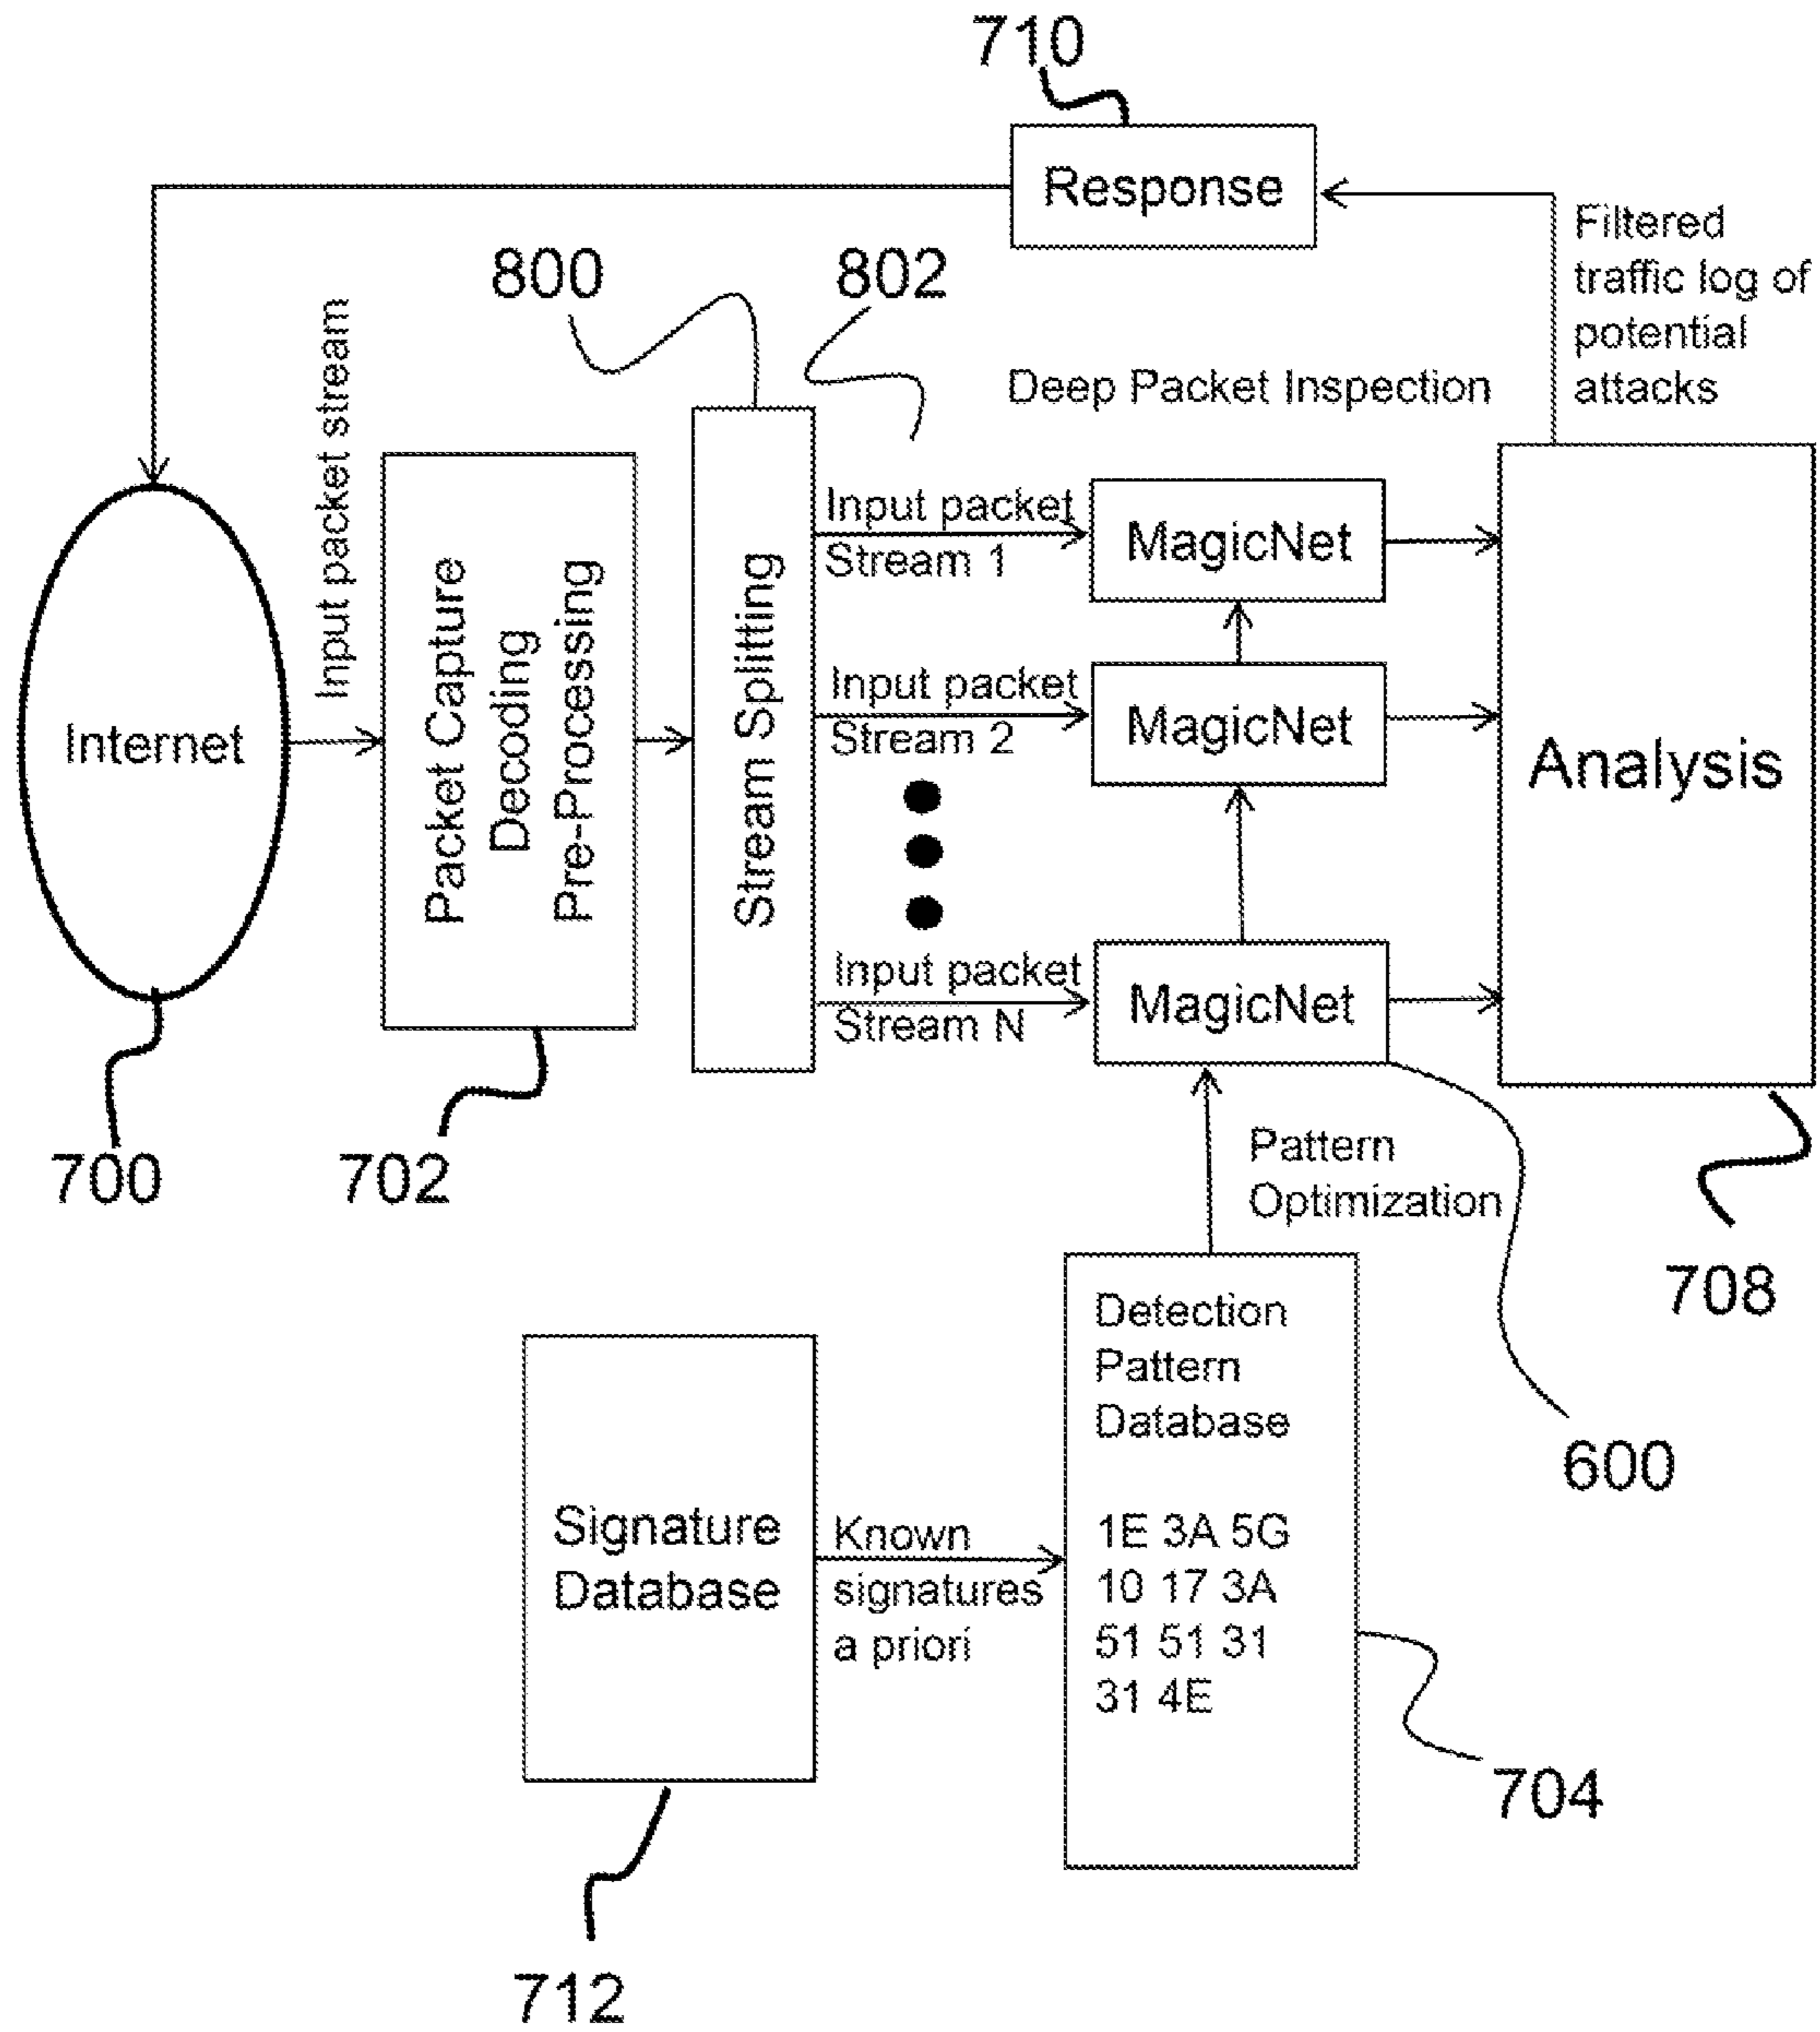 710
Response
Filtered
traffic log of
potential
attacks
800
802
Input packet stream
Deep Packet Inspection
Internet
Packet Capture
Decoding
Pre-Processing
Stream Splitting
Input packet
Stream 1
MagicNet
Input packet
Stream 2
MagicNet
Input packet
Stream N
MagicNet
Analysis
700
702
Pattern
Optimization
708
600
Detection
Pattern
Database
1E 3A 5G
10 17 3A
51 51 31
31 4E
Signature
Database
Known
signatures
a priori
704
712